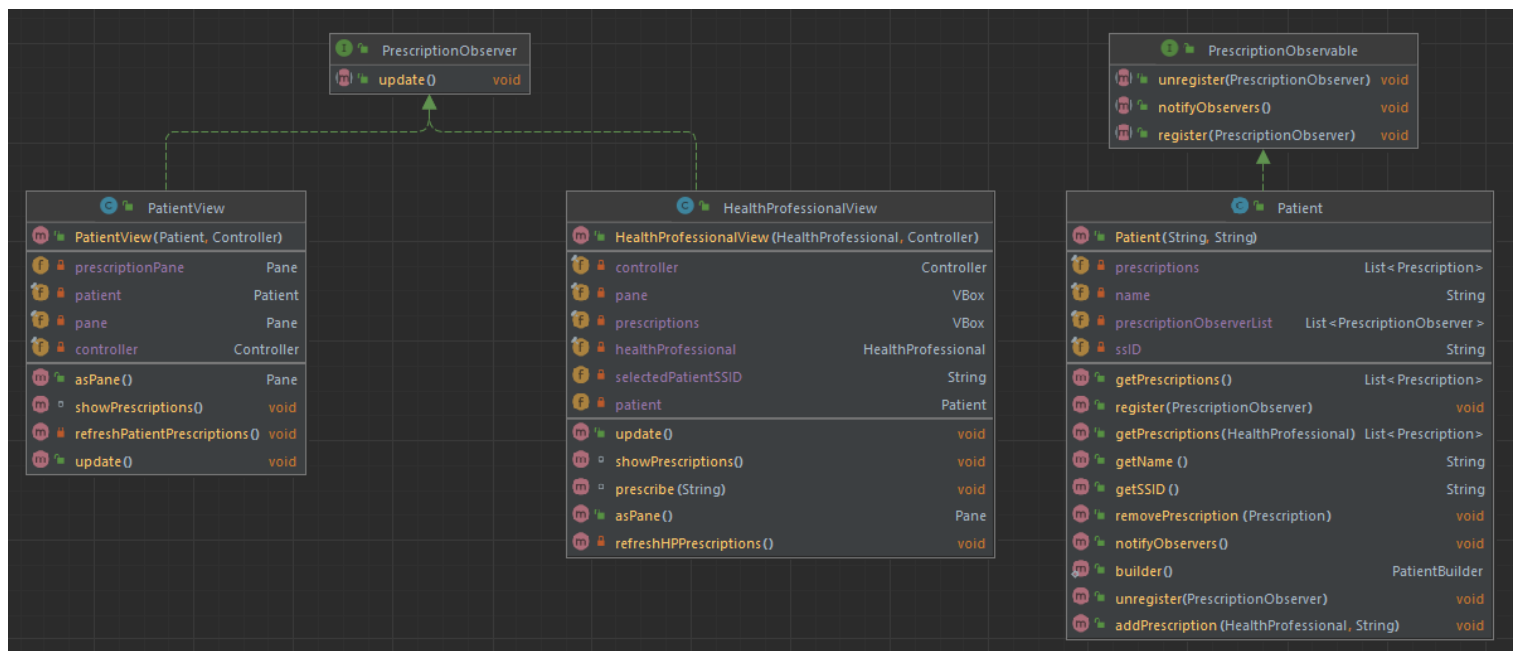 PrescriptionObserver
update() void
PrescriptionObservable
unregister(PrescriptionObserver) void
notifyObservers() void
register(PrescriptionObserver) void
PatientView
PatientView(Patient, Controller)
prescriptionPane Pane
patient Patient
pane Pane
controller Controller
asPane() Pane
showPrescriptions() void
refreshPatientPrescriptions() void
update() void
HealthProfessionalView
HealthProfessionalView(HealthProfessional, Controller)
controller Controller
pane VBox
prescriptions VBox
healthProfessional HealthProfessional
selectedPatientSSID String
patient Patient
update() void
showPrescriptions() void
prescribe(String) void
asPane() Pane
refreshHPPrescriptions() void
Patient
Patient(String, String)
prescriptions List<Prescription>
name String
prescriptionObserverList List<PrescriptionObserver>
ssID String
getPrescriptions() List<Prescription>
register(PrescriptionObserver) void
getPrescriptions(HealthProfessional) List<Prescription>
getName() String
getSSID() String
removePrescription(Prescription) void
notifyObservers() void
builder() PatientBuilder
unregister(PrescriptionObserver) void
addPrescription(HealthProfessional, String) void